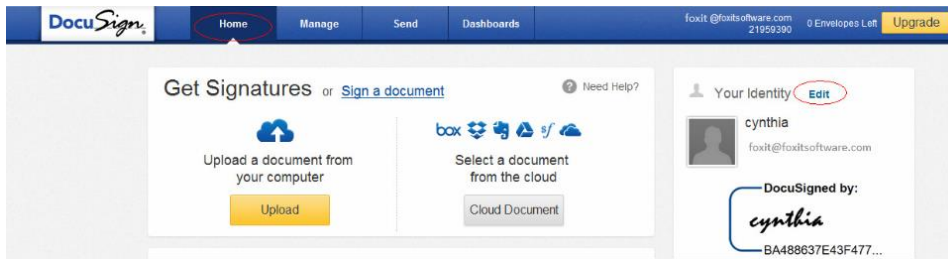 DocuSign
Home Manage Send Dashboards
foxit @foxitsoftware.com
21959390
0 Envelopes Left
Upgrade
Get Signatures or Sign a document
Need Help?
box
sf
Upload a document from
your computer
Upload
Select a document
from the cloud
Cloud Document
Your Identity Edit
cynthia
foxit@foxitsoftware.com
DocuSigned by:
cynthia
BA488637E43F477...